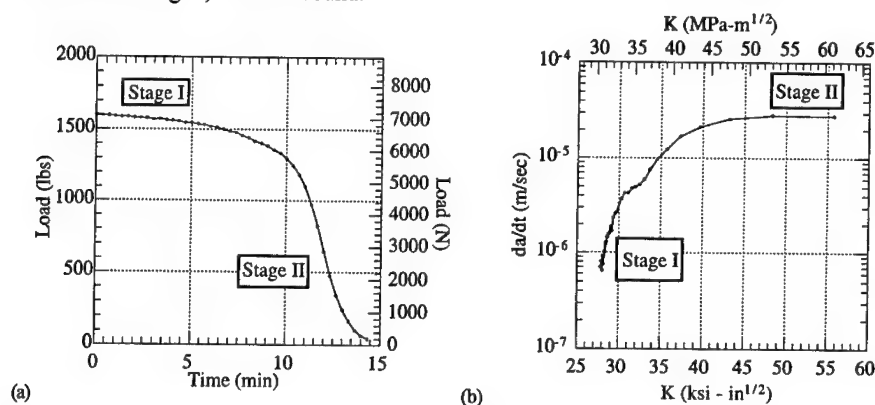 Stage I
Stage II
2000
1500
1000
500
0
Load (lbs)
8000
7000
6000
5000
4000
3000
2000
1000
0
Load (N)
0
5
10
15
Time (min)
(a)
K (MPa-m1/2)
30 35 40 45 50 55 60 65
10-4
10-5
10-6
10-7
da/dt (m/sec)
Stage II
Stage I
25 30 35 40 45 50 55 60
K (ksi - in1/2)
(b)